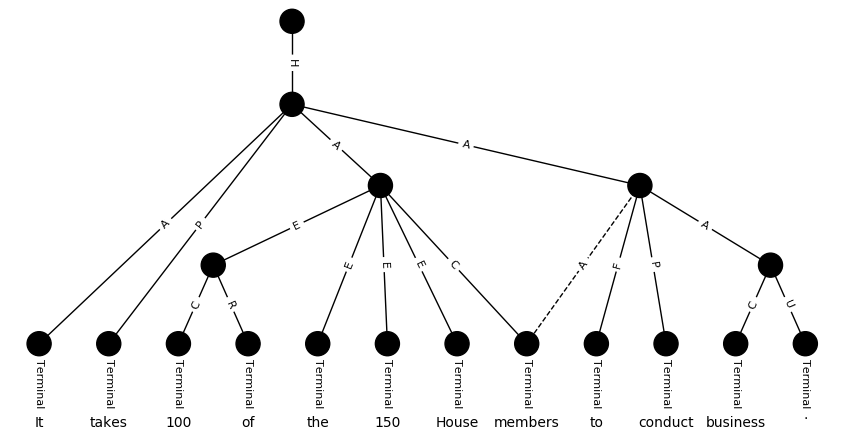 H
A
P
A
A
E
E
E
E
C
A
F
P
A
C
R
C
U
Terminal Terminal Terminal Terminal Terminal Terminal Terminal Terminal Terminal Terminal Terminal Terminal
It takes 100 of the 150 House members to conduct business .